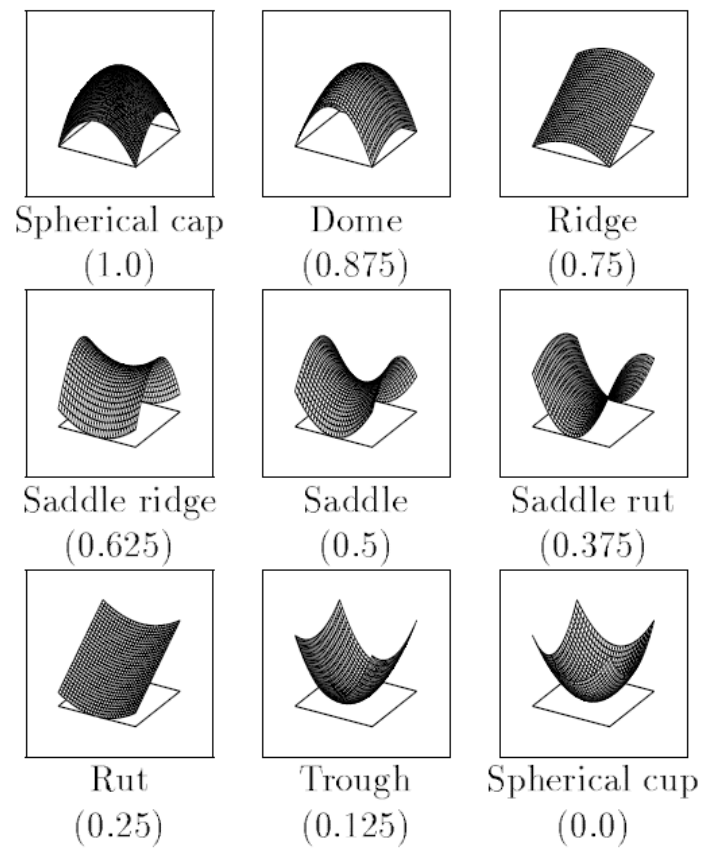 Spherical cap
(1.0)
Dome
(0.875)
Ridge
(0.75)
Saddle ridge
(0.625)
Saddle
(0.5)
Saddle rut
(0.375)
Rut
(0.25)
Trough
(0.125)
Spherical cup
(0.0)